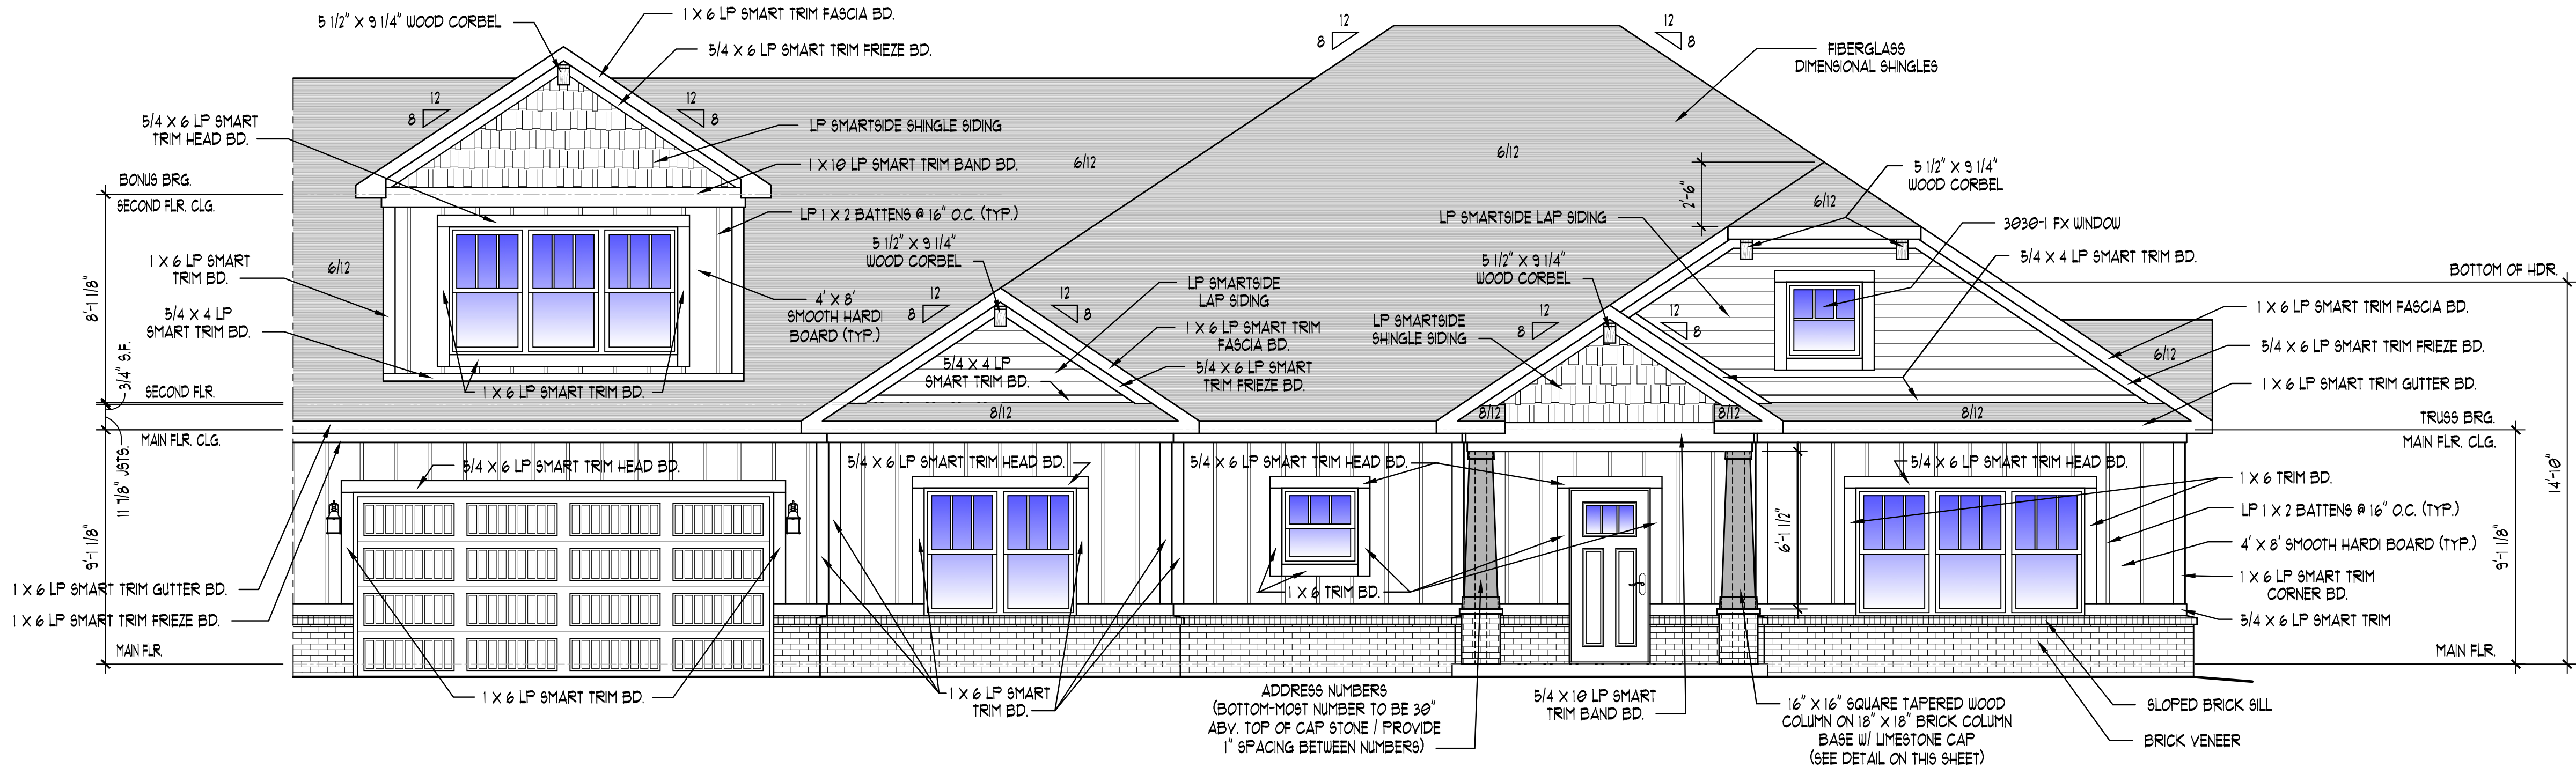 5 1/2" X 9 1/4" WOOD CORBEL
1 X 6 LP SMART TRIM FASCIA BD.
5/4 X 6 LP SMART TRIM FRIEZE BD.
12
8
12
8
12
8
12
8
FIBERGLASS
DIMENSIONAL SHINGLES
5/4 X 6 LP SMART
TRIM HEAD BD.
LP SMARTSIDE SHINGLE SIDING
1 X 10 LP SMART TRIM BAND BD.
6/12
6/12
BONUS BRG.
SECOND FLR. CLG.
LP 1 X 2 BATTENS @ 16" O.C. (TYP.)
5 1/2" X 9 1/4"
WOOD CORBEL
2'-6"
LP SMARTSIDE LAP SIDING
6/12
5 1/2" X 9 1/4"
WOOD CORBEL
3030-1 FX WINDOW
5/4 X 4 LP SMART TRIM BD.
1 X 6 LP SMART
TRIM BD.
6/12
8'-1 1/8"
5/4 X 4 LP
SMART TRIM BD.
4' X 8'
SMOOTH HARDI
BOARD (TYP.)
12
8
12
8
LP SMARTSIDE
LAP SIDING
1 X 6 LP SMART TRIM
FASCIA BD.
5/4 X 6 LP SMART
TRIM FRIEZE BD.
5/4 X 4 LP
SMART TRIM BD.
8/12
5 1/2" X 9 1/4"
WOOD CORBEL
12
8
12
8
LP SMARTSIDE
SHINGLE SIDING
8/12
8/12
8/12
6/12
BOTTOM OF HDR.
1 X 6 LP SMART TRIM FASCIA BD.
5/4 X 6 LP SMART TRIM FRIEZE BD.
1 X 6 LP SMART TRIM GUTTER BD.
TRUSS BRG.
MAIN FLR. CLG.
3/4" S.F.
SECOND FLR.
1 X 6 LP SMART TRIM BD.
MAIN FLR. CLG.
11 7/8" JSTS.
9'-1 1/8"
5/4 X 6 LP SMART TRIM HEAD BD.
5/4 X 6 LP SMART TRIM HEAD BD.
5/4 X 6 LP SMART TRIM HEAD BD.
5/4 X 6 LP SMART TRIM HEAD BD.
6'-1 1/2"
1 X 6 TRIM BD.
LP 1 X 2 BATTENS @ 16" O.C. (TYP.)
4' X 8' SMOOTH HARDI BOARD (TYP.)
1 X 6 LP SMART TRIM
CORNER BD.
5/4 X 6 LP SMART TRIM
9'-1 1/8"
14'-10"
1 X 6 LP SMART TRIM GUTTER BD.
1 X 6 LP SMART TRIM FRIEZE BD.
1 X 6 TRIM BD.
MAIN FLR.
MAIN FLR.
1 X 6 LP SMART TRIM BD.
1 X 6 LP SMART
TRIM BD.
ADDRESS NUMBERS
(BOTTOM-MOST NUMBER TO BE 30"
ABV. TOP OF CAP STONE / PROVIDE
1" SPACING BETWEEN NUMBERS)
5/4 X 10 LP SMART
TRIM BAND BD.
16" X 16" SQUARE TAPERED WOOD
COLUMN ON 18" X 18" BRICK COLUMN
BASE W/ LIMESTONE CAP
(SEE DETAIL ON THIS SHEET)
SLOPED BRICK SILL
BRICK VENEER